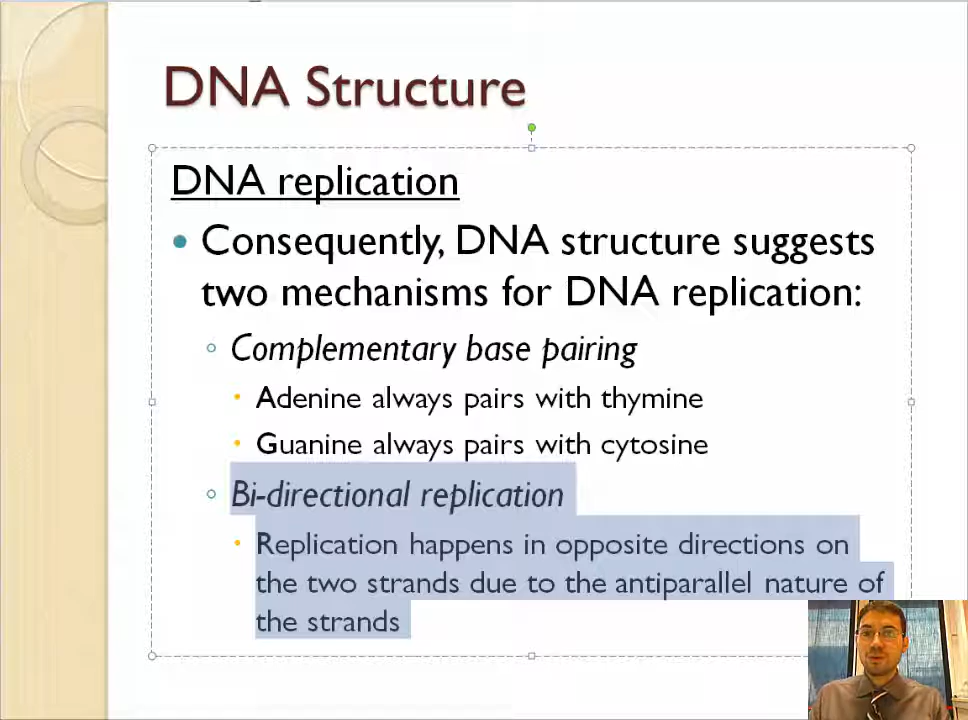 DNA Structure
DNA replication
Consequently, DNA structure suggests
two mechanisms for DNA replication:
Complementary base pairing
Adenine always pairs with thymine
Guanine always pairs with cytosine
Bi-directional replication
Replication happens in opposite directions on
the two strands due to the antiparallel nature of
the strands